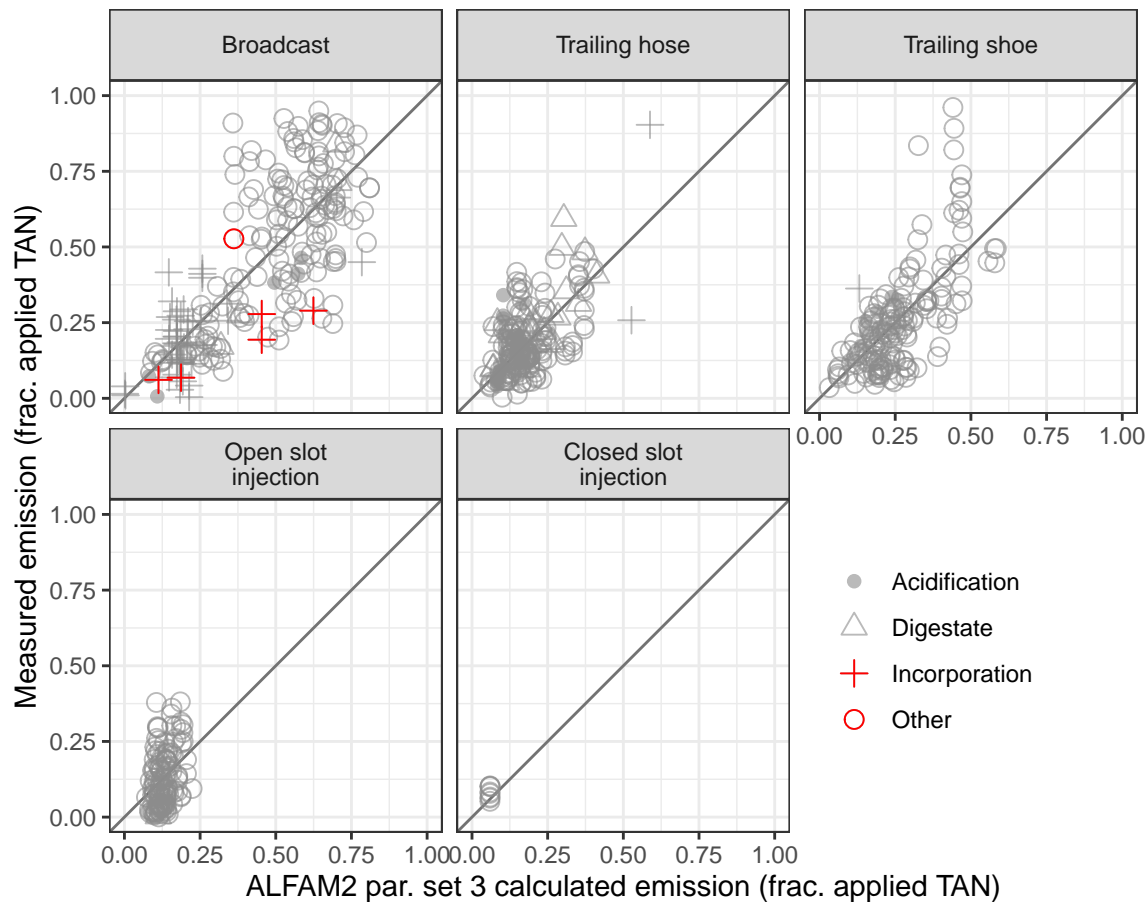 Broadcast
Trailing hose
Trailing shoe
1.00
0.75
0.50
0.25
0.00
0.00 0.25 0.50 0.75 1.00
Open slot
injection
Closed slot
injection
1.00
0.75
0.50
0.25
0.00
0.00 0.25 0.50 0.75 1.00
0.00 0.25 0.50 0.75 1.00
Measured emission (frac. applied TAN)
ALFAM2 par. set 3 calculated emission (frac. applied TAN)
Acidification
Digestate
Incorporation
Other